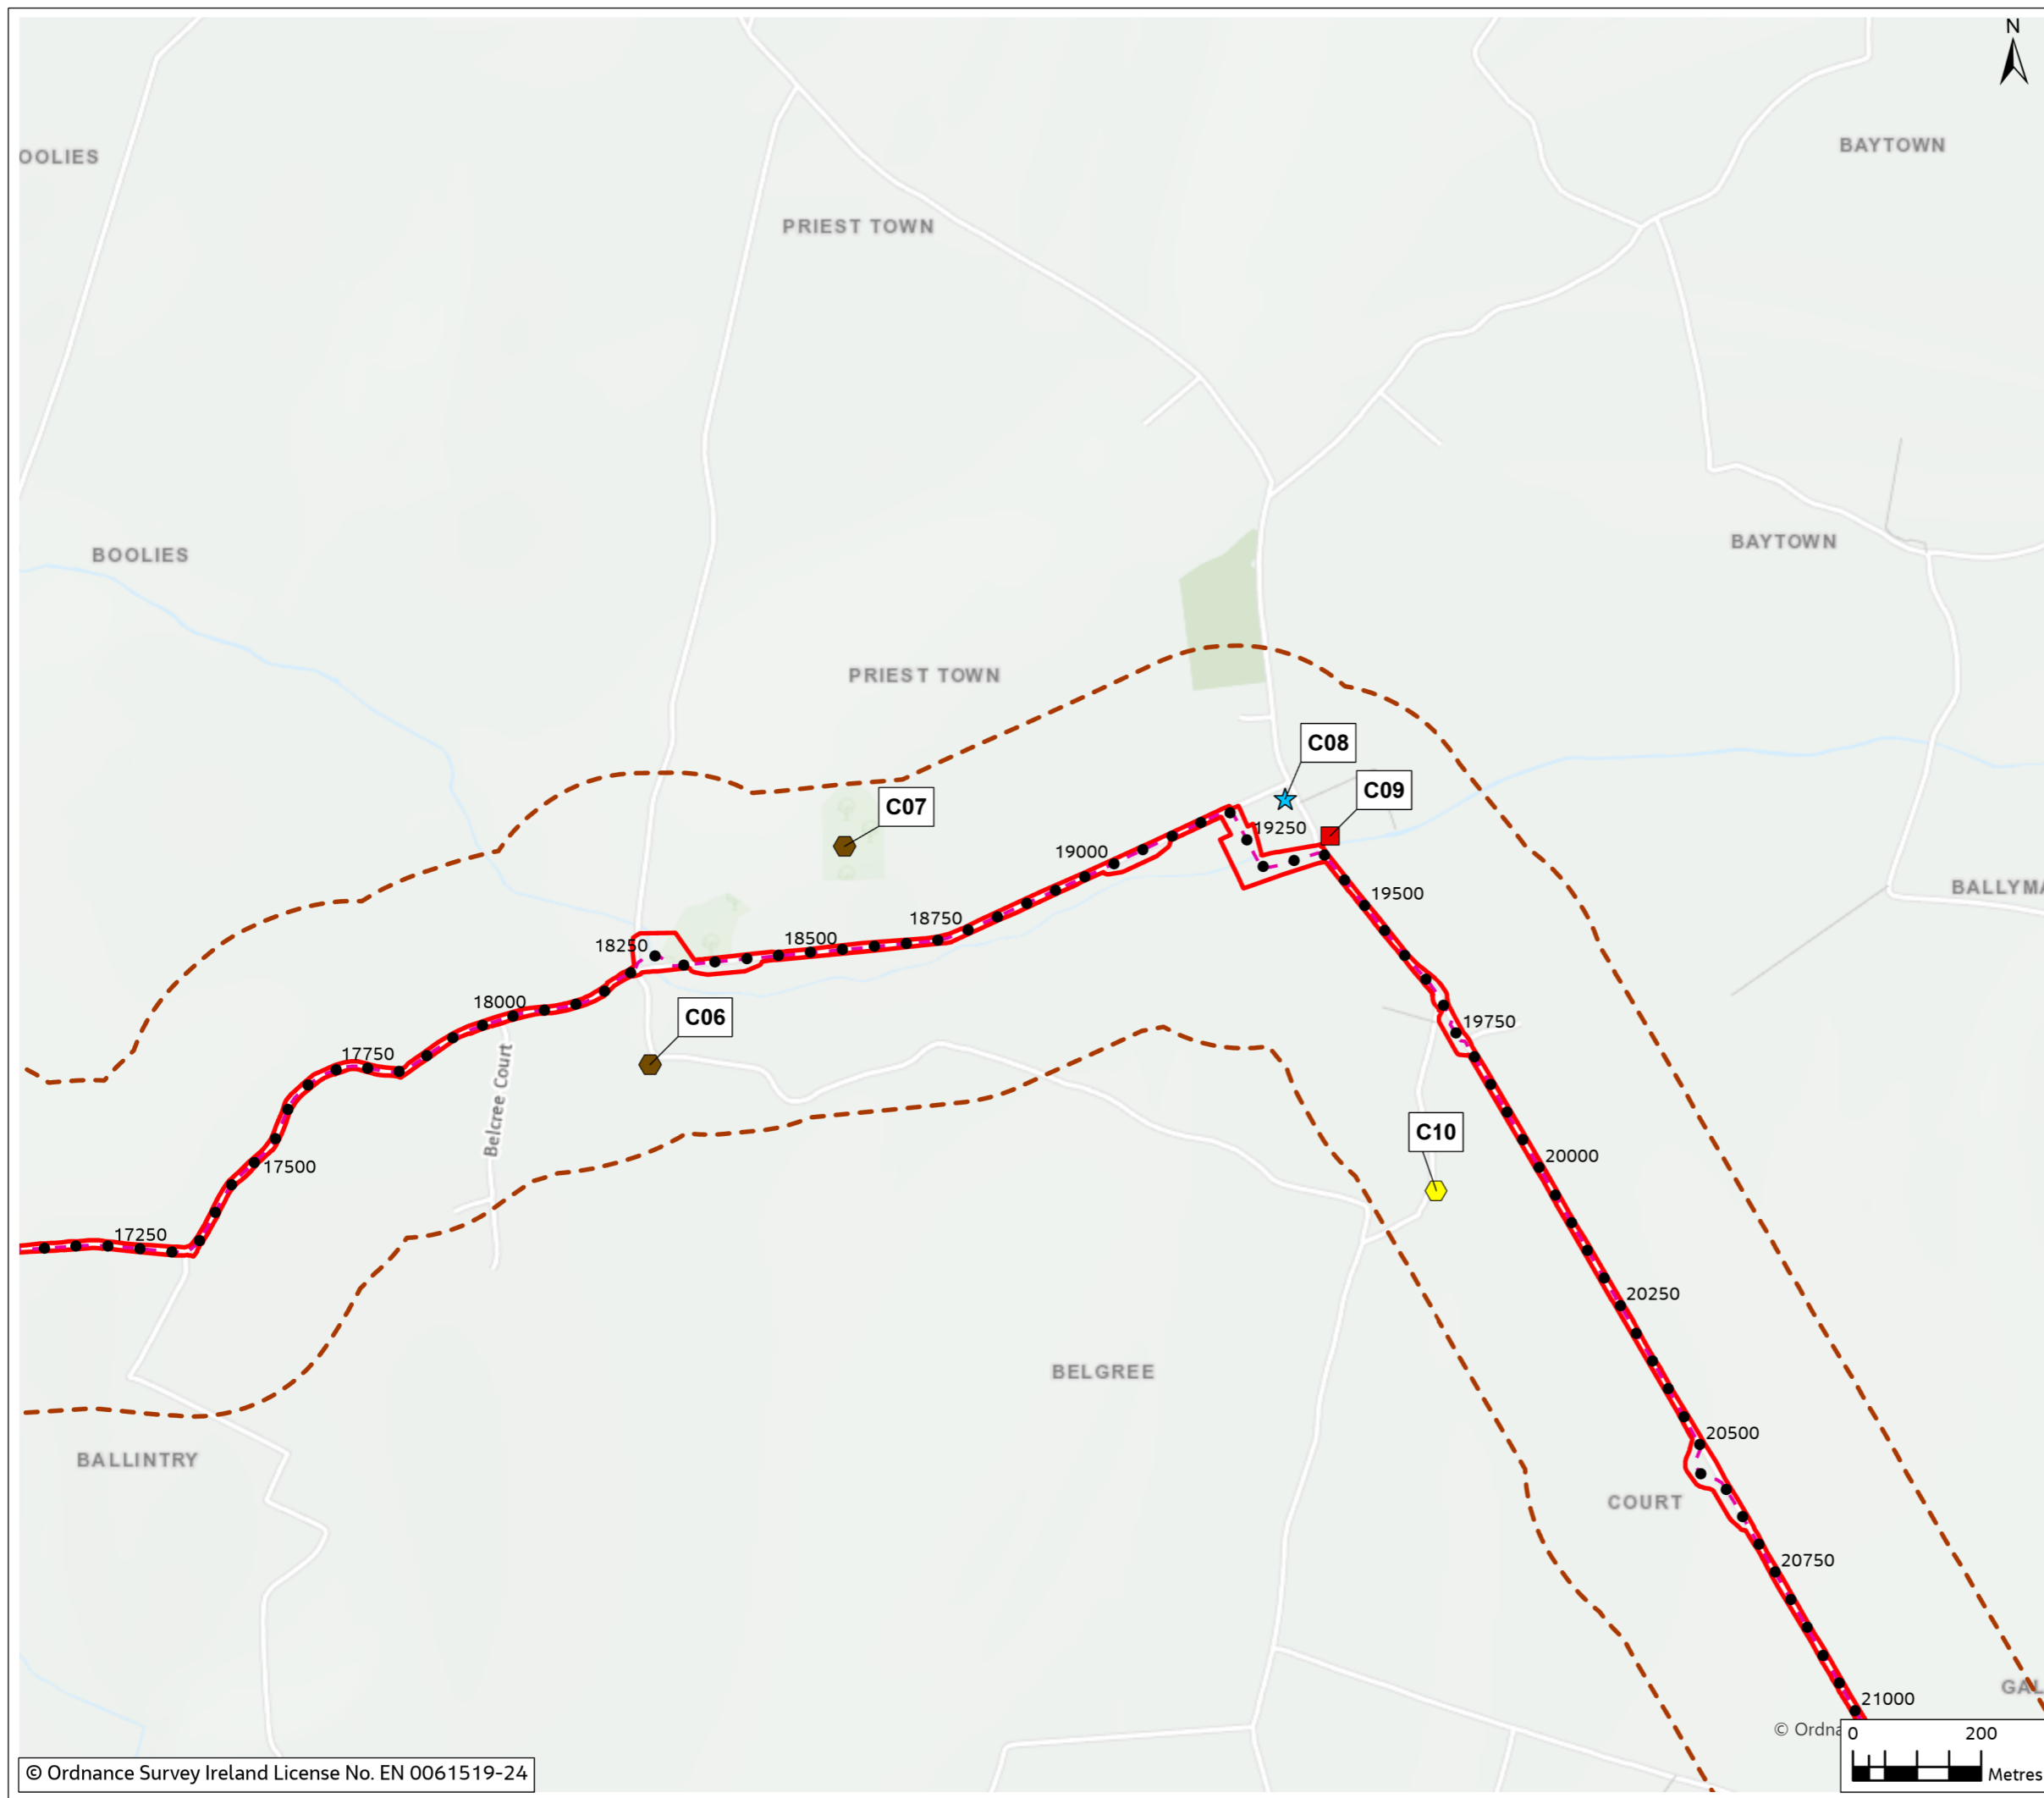 N
BAYTOWN
OOLIES
PRIEST TOWN
BAYTOWN
BOOLIES
PRIEST TOWN
C08
C09
C07
19250
19000
BALLYMA
19500
18750
18500
18250
18000
C06
19750
17750
Belcree Court
C10
20000
17500
17250
20250
BELGREE
20500
BALLINTRY
COURT
20750
GAL
21000
© Ordna
0 200
Metres
© Ordnance Survey Ireland License No. EN 0061519-24